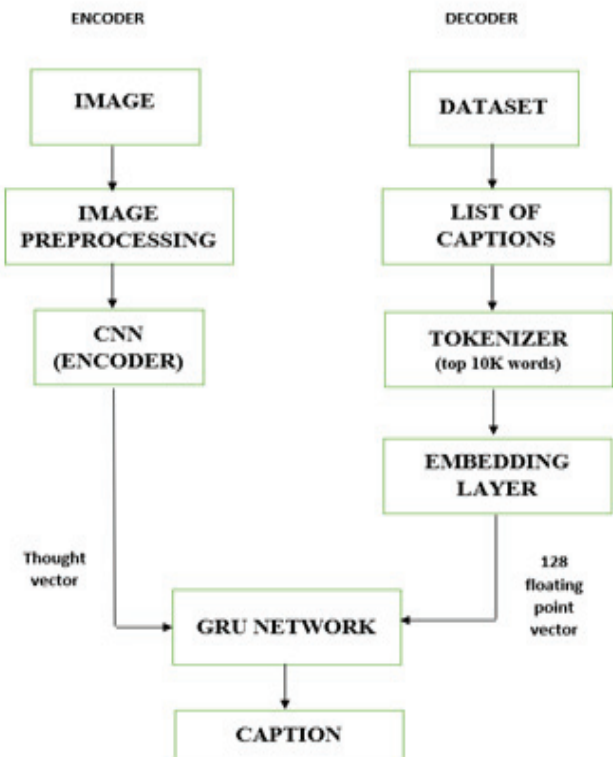 ENCODER
DECODER
IMAGE
DATASET
IMAGE
PREPROCESSING
LIST OF
CAPTIONS
CNN
(ENCODER)
TOKENIZER
(top 10K words)
EMBEDDING
LAYER
Thought
vector
128
floating
point
vector
GRU NETWORK
CAPTION